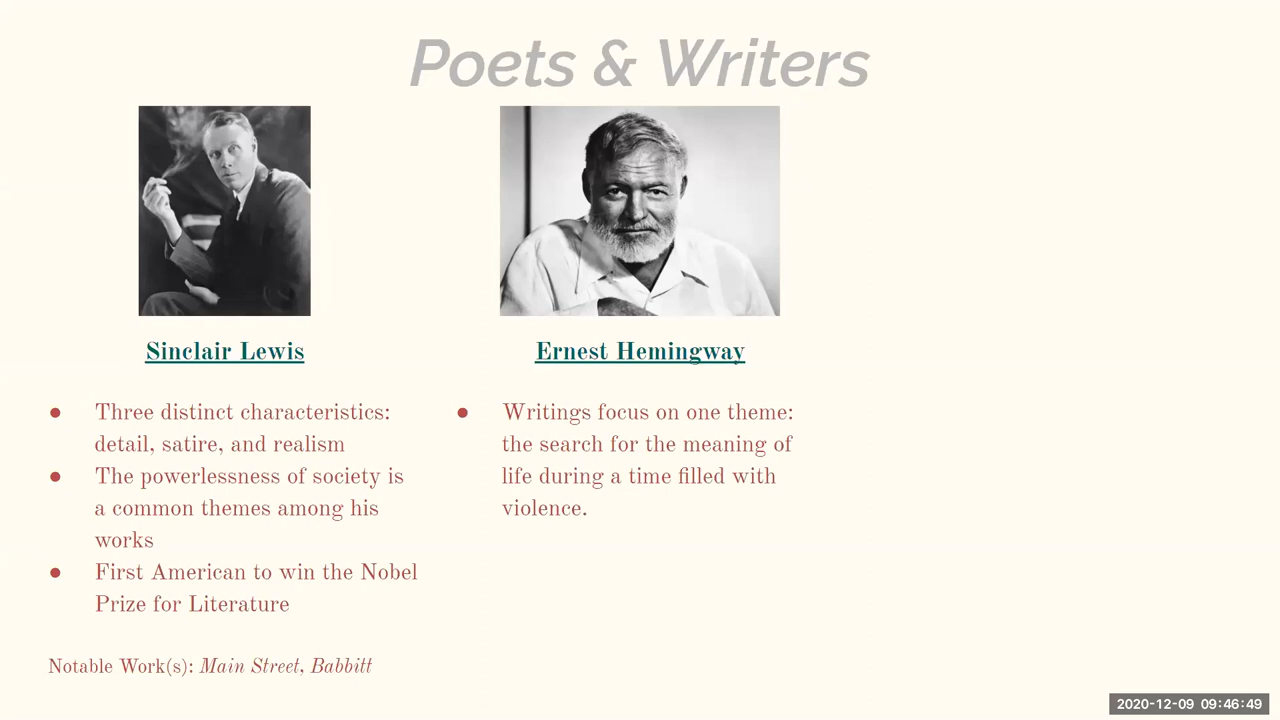 Poets & Writers
Sinclair Lewis
● Three distinct characteristics:
detail, satire, and realism
● The powerlessness of society is
a common themes among his
works
● First American to win the Nobel
Prize for Literature
Notable Work(s): Main Street, Babbitt
Ernest Hemingway
● Writings focus on one theme:
the search for the meaning of
life during a time filled with
violence.
2020-12-09 09:46:49